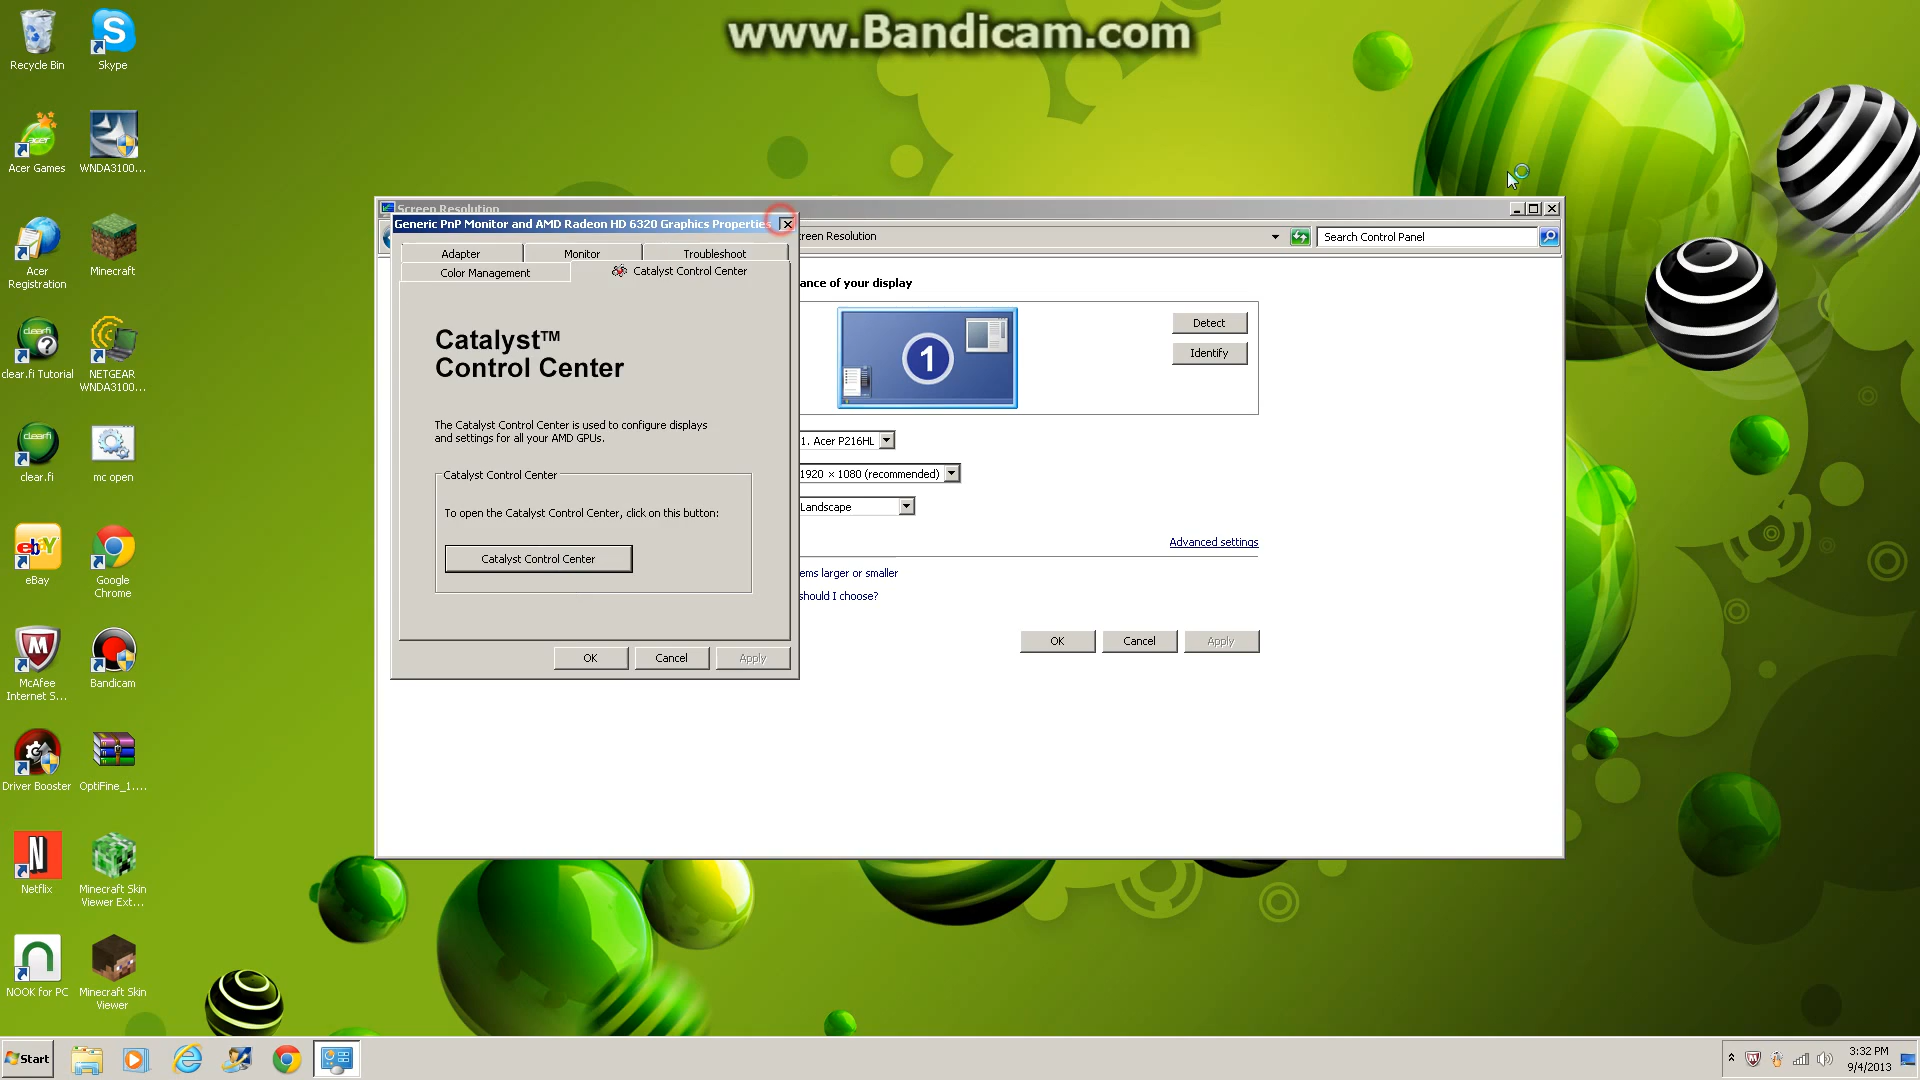 www.Bandicam.com
Recycle Bin
Skype
Acer Games
WNDA3100...
Acer
Registration
Minecraft
clear.fi Tutorial
NETGEAR
WNDA3100...
clear.fi
mc open
eBay
Google
Chrome
McAfee
Internet S...
Bandicam
Driver Booster
OptiFine_1....
Netflix
Minecraft Skin
Viewer Ext...
NOOK for PC
Minecraft Skin
Viewer
Screen Resolution
Generic PnP Monitor and AMD Radeon HD 6320 Graphics Propertie
Adapter
Monitor
Troubleshoot
Color Management
Catalyst Control Center
Catalyst™
Control Center
The Catalyst Control Center is used to configure displays
and settings for all your AMD GPUs.
Catalyst Control Center
To open the Catalyst Control Center, click on this button:
Catalyst Control Center
OK
Cancel
Apply
creen Resolution
Search Control Panel
ance of your display
1
Detect
Identify
1. Acer P216HL
1920 × 1080 (recommended)
Landscape
Advanced settings
ems larger or smaller
should I choose?
OK
Cancel
Apply
Start
3:32 PM
9/4/2013